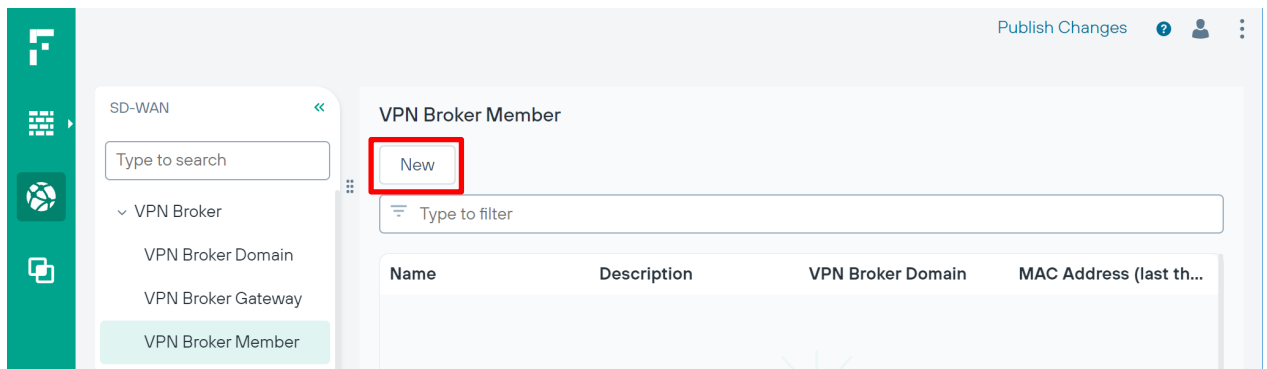 Publish Changes
SD-WAN
Type to search
VPN Broker
VPN Broker Domain
VPN Broker Gateway
VPN Broker Member
VPN Broker Member
New
Type to filter
Name Description VPN Broker Domain MAC Address (last th...